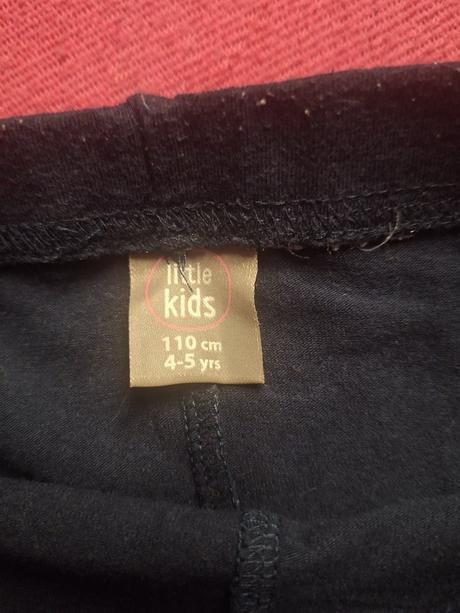 little
kids
110 cm
4-5 yrs